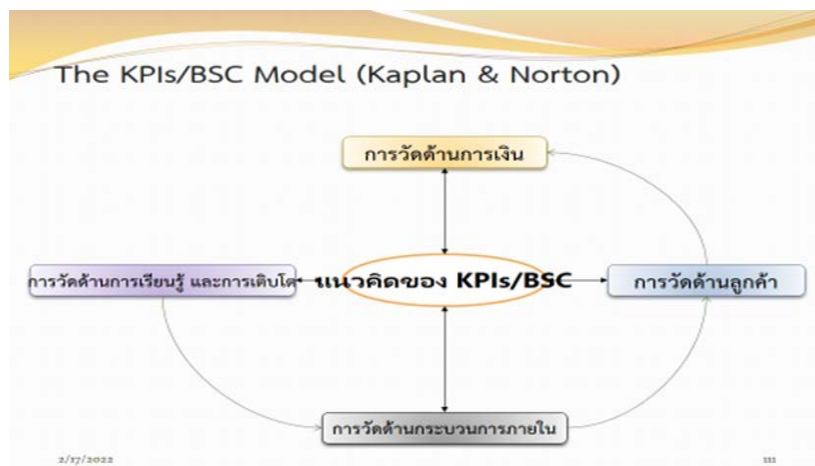 The KPIs/BSC Model (Kaplan & Norton)
การวัดด้านการเงิน
การวัดด้านการเรียนรู้ และการเติบโต
แนวคิดของ KPIs/BSC
การวัดด้านลูกค้า
การวัดด้านกระบวนการภายใน
2/17/2022
111